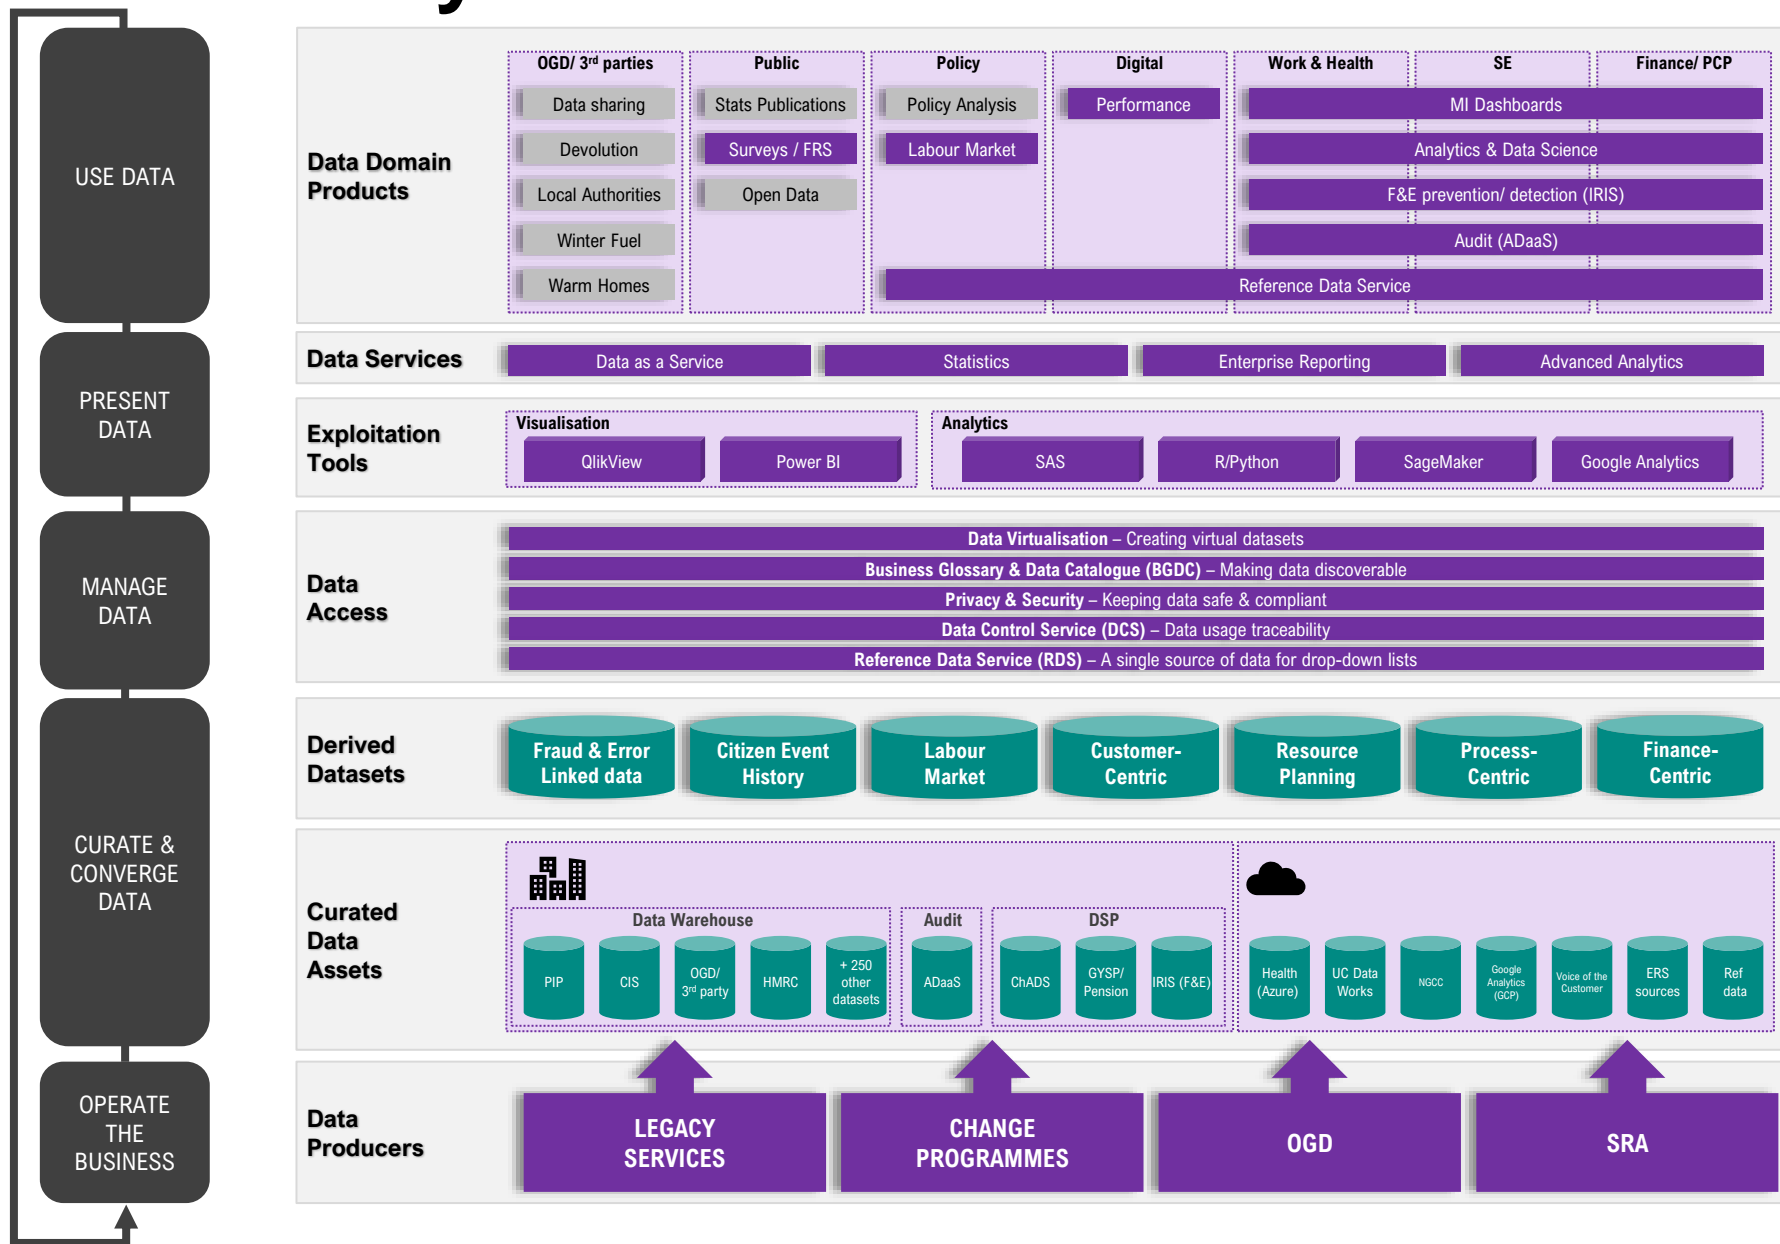 USE DATA
PRESENT
DATA
MANAGE
DATA
CURATE &
CONVERGE
DATA
OPERATE
THE
BUSINESS
Data Domain
Products
OGD/ 3rd parties
Data sharing
Devolution
Local Authorities
Winter Fuel
Warm Homes
Public
Stats Publications
Surveys / FRS
Open Data
Policy
Policy Analysis
Labour Market
Digital
Performance
Work & Health
SE
Finance/ PCP
MI Dashboards
Analytics & Data Science
F&E prevention/ detection (IRIS)
Audit (ADaaS)
Reference Data Service
Data Services
Data as a Service
Statistics
Enterprise Reporting
Advanced Analytics
Exploitation
Tools
Visualisation
QlikView
Power BI
Analytics
SAS
R/Python
SageMaker
Google Analytics
Data
Access
Data Virtualisation – Creating virtual datasets
Business Glossary & Data Catalogue (BGDC) – Making data discoverable
Privacy & Security – Keeping data safe & compliant
Data Control Service (DCS) – Data usage traceability
Reference Data Service (RDS) – A single source of data for drop-down lists
Derived
Datasets
Fraud & Error
Linked data
Citizen Event
History
Labour
Market
Customer-
Centric
Resource
Planning
Process-
Centric
Finance-
Centric
Curated
Data
Assets
Data Warehouse
PIP
CIS
OGD/
3rd party
HMRC
+ 250
other
datasets
Audit
ADaaS
DSP
ChADS
GYSP/
Pension
IRIS (F&E)
Health
(Azure)
UC Data
Works
NGCC
Google
Analytics
(GCP)
Voice of the
Customer
ERS
sources
Ref
data
Data
Producers
LEGACY
SERVICES
CHANGE
PROGRAMMES
OGD
SRA